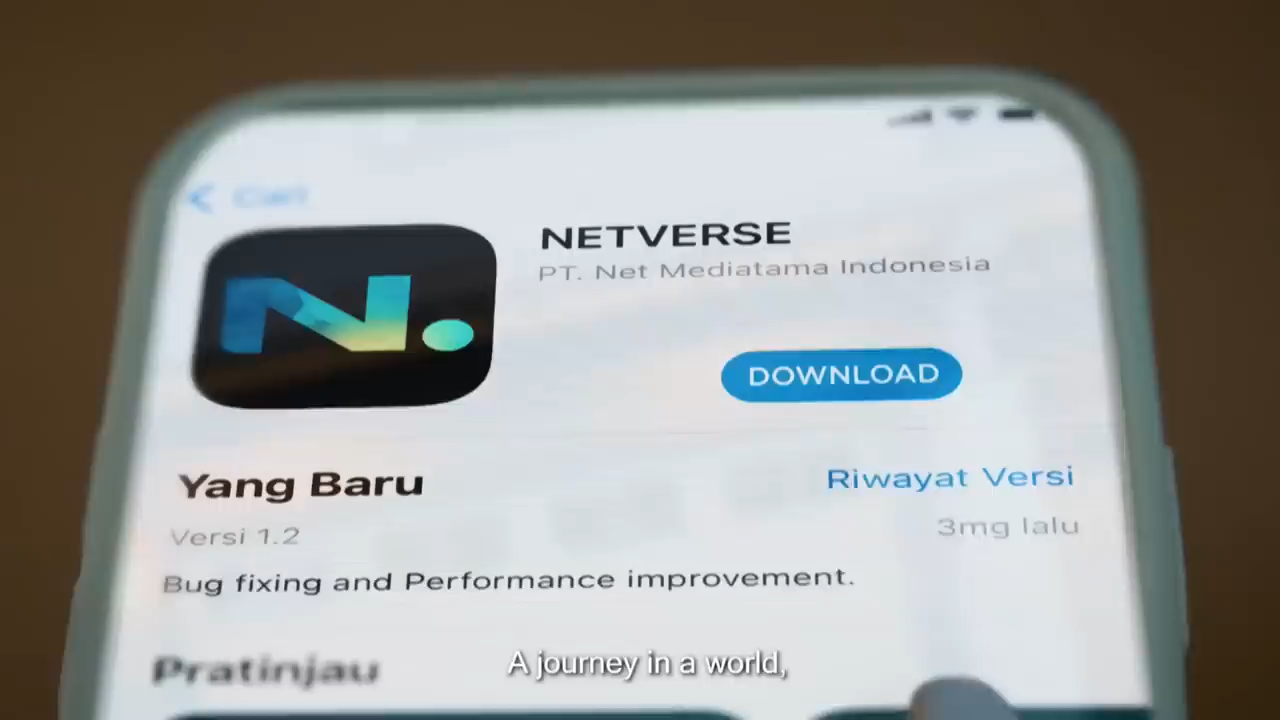 Cari
N.
NETVERSE
PT. Net Mediatama Indonesia
DOWNLOAD
Yang Baru
Riwayat Versi
Versi 1.2
3mg lalu
Bug fixing and Performance improvement.
Pratinjau
A journey in a world,